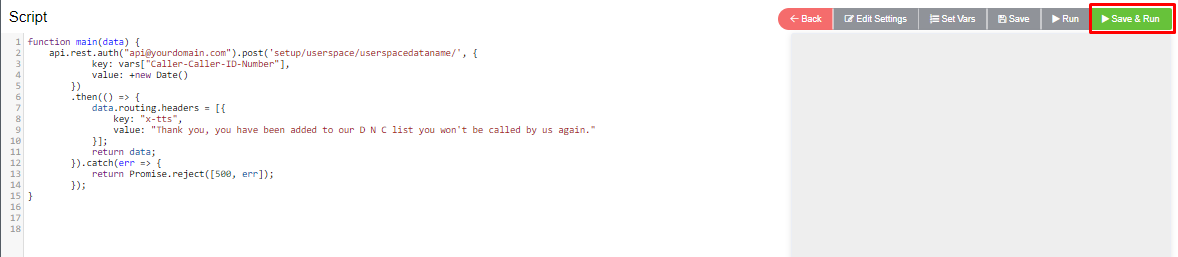 Script
← Back Edit Settings Set Vars Save Run Save & Run
1 function main(data) {
2     api.rest.auth("api@yourdomain.com").post('setup/userspace/userspacedataname/', {
3             key: vars["Caller-Caller-ID-Number"],
4             value: +new Date()
5         })
6         .then(() => {
7             data.routing.headers = [{
8                 key: "x-tts",
9                 value: "Thank you, you have been added to our D N C list you won't be called by us again."
10             }];
11             return data;
12         }).catch(err => {
13             return Promise.reject([500, err]);
14         });
15 }
16
17
18